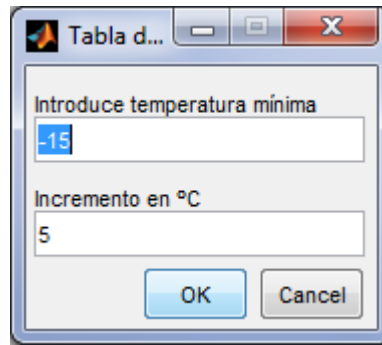 Tabla d...
Introduce temperatura mínima
-15
Incremento en ºC
5
OK Cancel